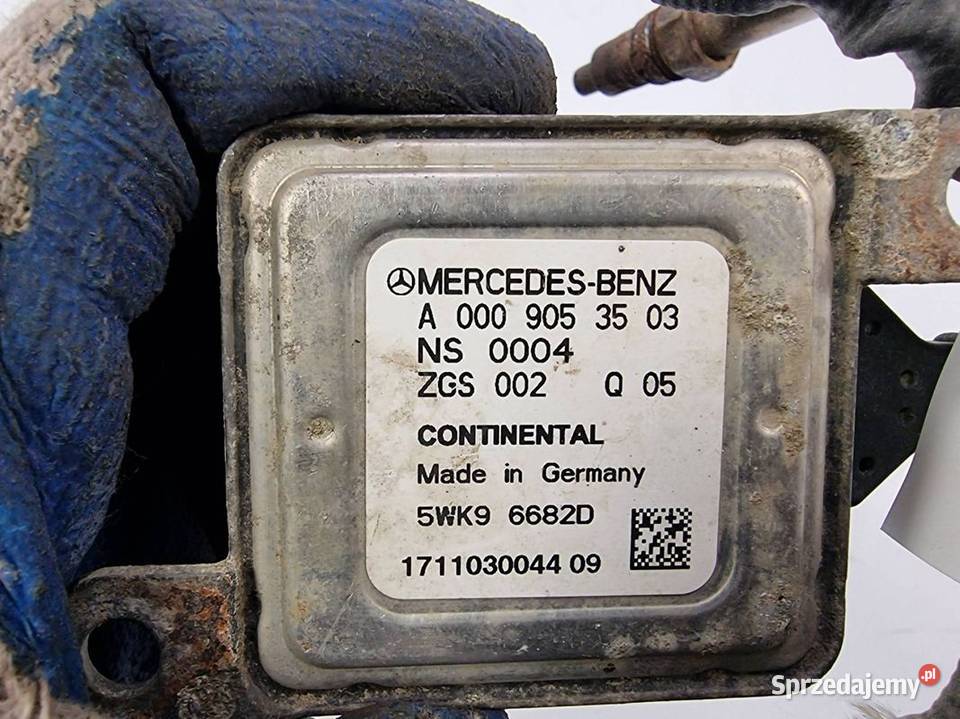 MERCEDES-BENZ
A 000 905 35 03
NS 0004
ZGS 002 Q 05
CONTINENTAL
Made in Germany
5WK9 6682D
1711030044 09
Sprzedajemy.pl